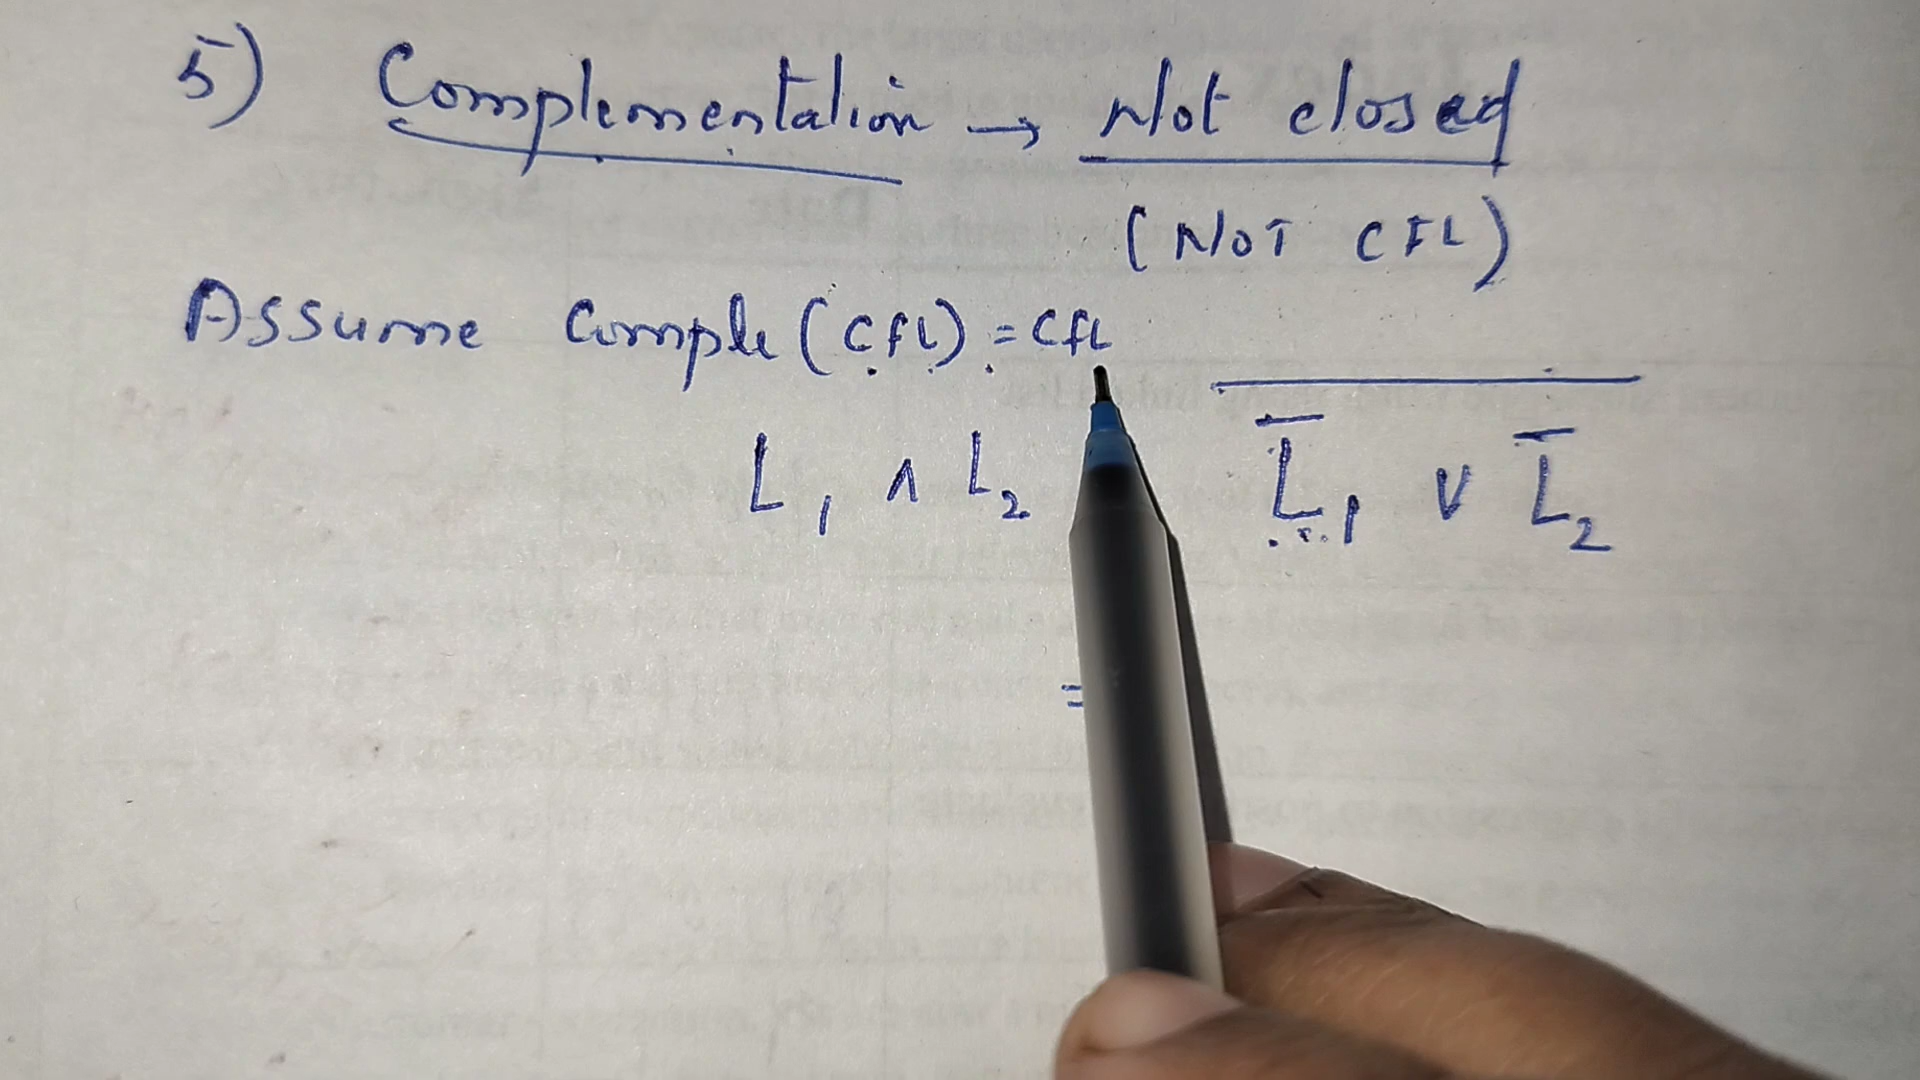 5) Complementation → Not closed
(NOT CFL)
Assume Comple (CFL) = CFL
L₁ ∧ L₂ L̅₁ ∨ L̅₂
=